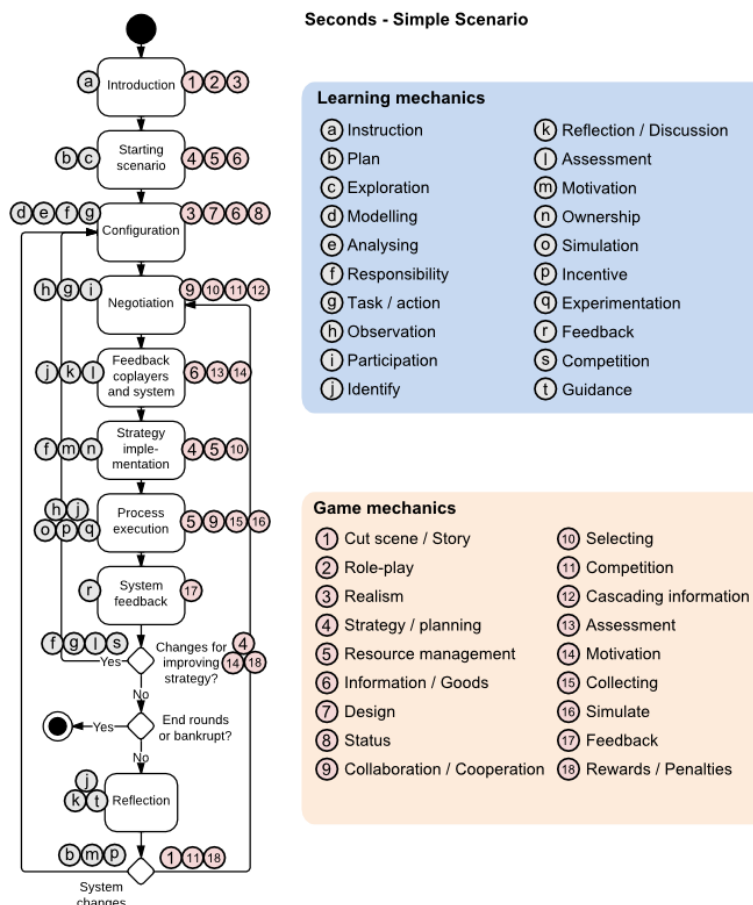 Seconds - Simple Scenario
a
Introduction
1 2 3
b c
Starting
scenario
4 5 6
d e f g
Configuration
3 7 6 8
h g i
Negotiation
9 10 11 12
j k l
Feedback
coplayers
and system
6 13 14
f m n
Strategy
imple-
mentation
4 5 10
h j
o p q
Process
execution
5 9 15 16
r
System
feedback
17
f g l s
Yes
Changes for
improving
strategy?
4
14 18
No
Yes
End rounds
or bankrupt?
No
j
k t
Reflection
b m p
1 11 18
System
changes
Learning mechanics
a Instruction
b Plan
c Exploration
d Modelling
e Analysing
f Responsibility
g Task / action
h Observation
i Participation
j Identify
k Reflection / Discussion
l Assessment
m Motivation
n Ownership
o Simulation
p Incentive
q Experimentation
r Feedback
s Competition
t Guidance
Game mechanics
1 Cut scene / Story
2 Role-play
3 Realism
4 Strategy / planning
5 Resource management
6 Information / Goods
7 Design
8 Status
9 Collaboration / Cooperation
10 Selecting
11 Competition
12 Cascading information
13 Assessment
14 Motivation
15 Collecting
16 Simulate
17 Feedback
18 Rewards / Penalties